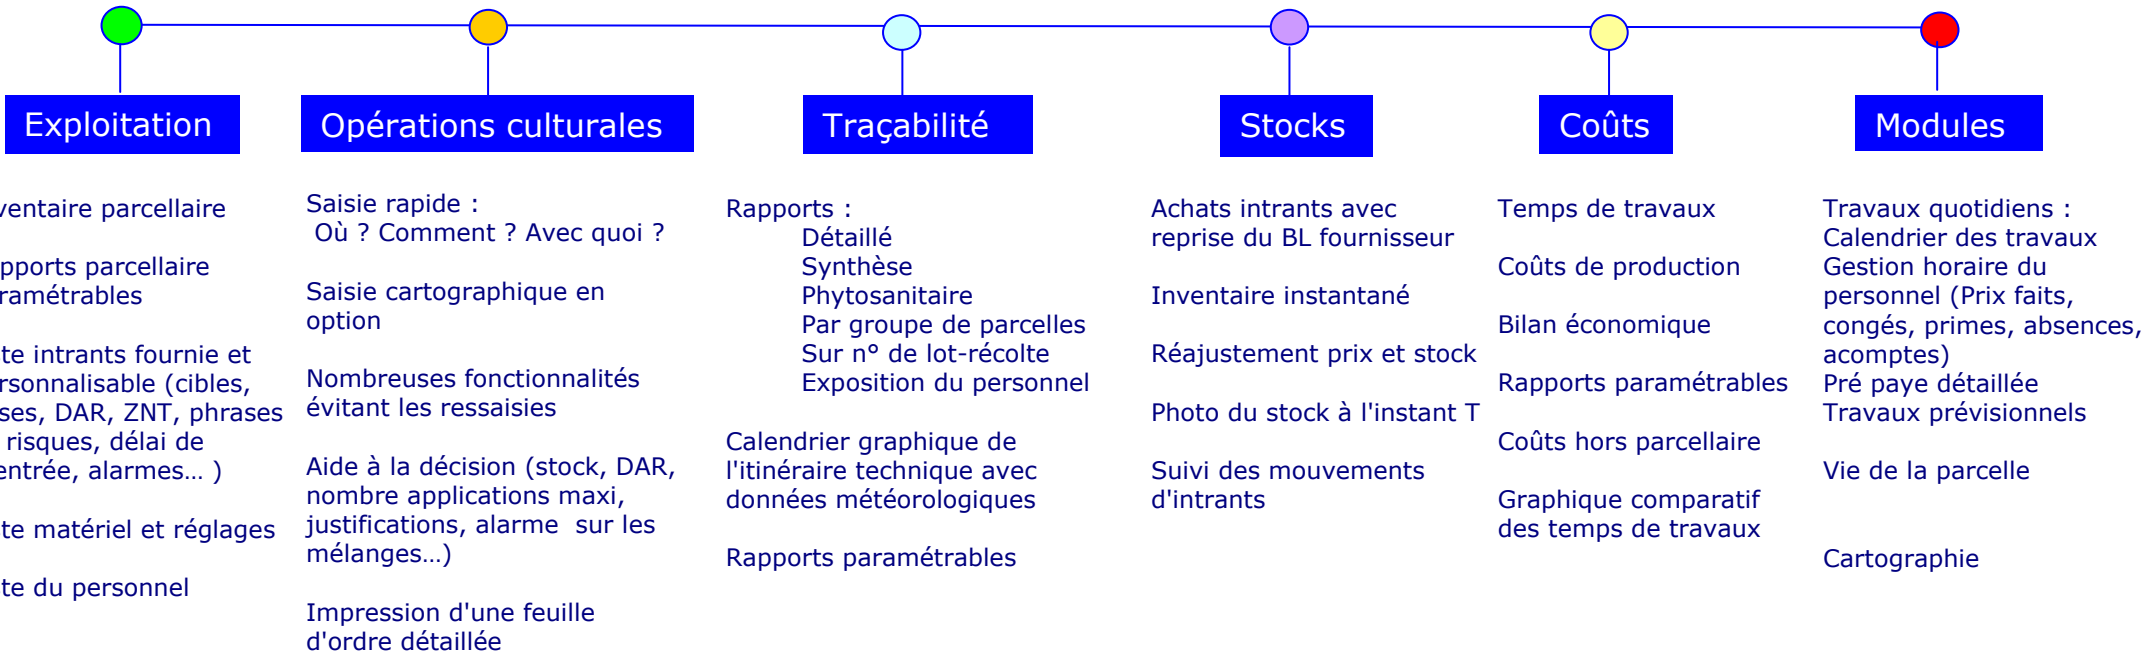 Exploitation
ventaire parcellaire
pports parcellaire
ramétrables
te intrants fournie et
rsonnalisable (cibles,
ses, DAR, ZNT, phrases
risques, délai de
entrée, alarmes… )
te matériel et réglages
te du personnel
Opérations culturales
Saisie rapide :
Où ? Comment ? Avec quoi ?
Saisie cartographique en
option
Nombreuses fonctionnalités
évitant les ressaisies
Aide à la décision (stock, DAR,
nombre applications maxi,
justifications, alarme  sur les
mélanges…)
Impression d'une feuille
d'ordre détaillée
Traçabilité
Rapports :
Détaillé
Synthèse
Phytosanitaire
Par groupe de parcelles
Sur n° de lot-récolte
Exposition du personnel
Calendrier graphique de
l'itinéraire technique avec
données météorologiques
Rapports paramétrables
Stocks
Achats intrants avec
reprise du BL fournisseur
Inventaire instantané
Réajustement prix et stock
Photo du stock à l'instant T
Suivi des mouvements
d'intrants
Coûts
Temps de travaux
Coûts de production
Bilan économique
Rapports paramétrables
Coûts hors parcellaire
Graphique comparatif
des temps de travaux
Modules
Travaux quotidiens :
Calendrier des travaux
Gestion horaire du
personnel (Prix faits,
congés, primes, absences,
acomptes)
Pré paye détaillée
Travaux prévisionnels
Vie de la parcelle
Cartographie